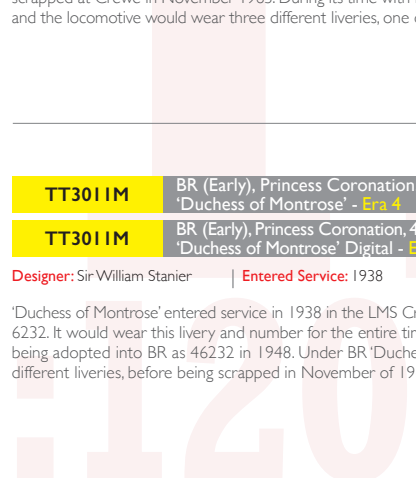 scrapped at Crewe in November 1963. During its time with
and the locomotive would wear three different liveries, one
TT3011M BR (Early), Princess Coronation
'Duchess of Montrose' - Era 4
TT3011M BR (Early), Princess Coronation, 4
'Duchess of Montrose' Digital - E
Designer: Sir William Stanier | Entered Service: 1938
'Duchess of Montrose' entered service in 1938 in the LMS Cr
6232. It would wear this livery and number for the entire tim
being adopted into BR as 46232 in 1948. Under BR 'Duche
different liveries, before being scrapped in November of 19
:120